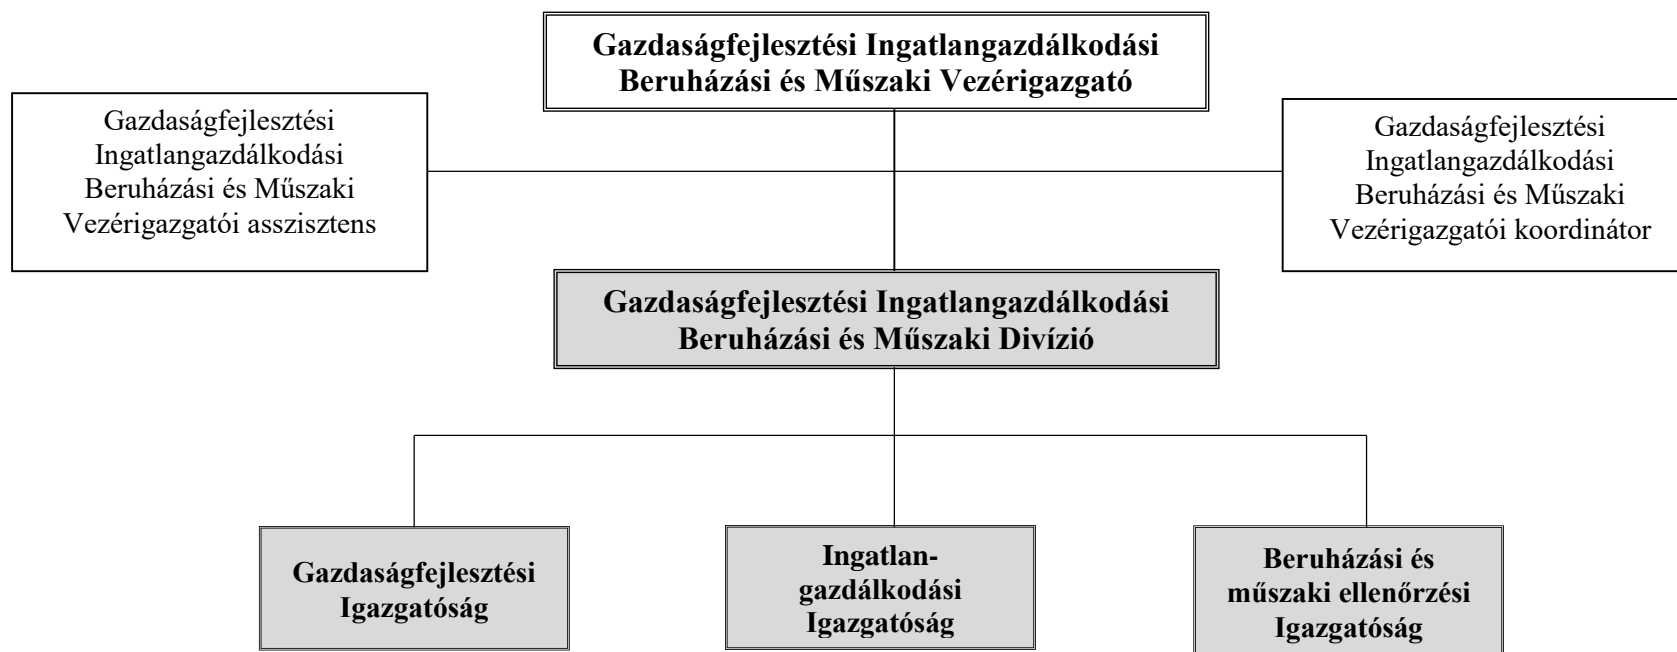 Gazdaságfejlesztési Ingatlangazdálkodási
Beruházási és Műszaki Vezérigazgató
Gazdaságfejlesztési
Ingatlangazdálkodási
Beruházási és Műszaki
Vezérigazgatói asszisztens
Gazdaságfejlesztési
Ingatlangazdálkodási
Beruházási és Műszaki
Vezérigazgatói koordinátor
Gazdaságfejlesztési Ingatlangazdálkodási
Beruházási és Műszaki Divízió
Gazdaságfejlesztési
Igazgatóság
Ingatlan-
gazdálkodási
Igazgatóság
Beruházási és
műszaki ellenőrzési
Igazgatóság